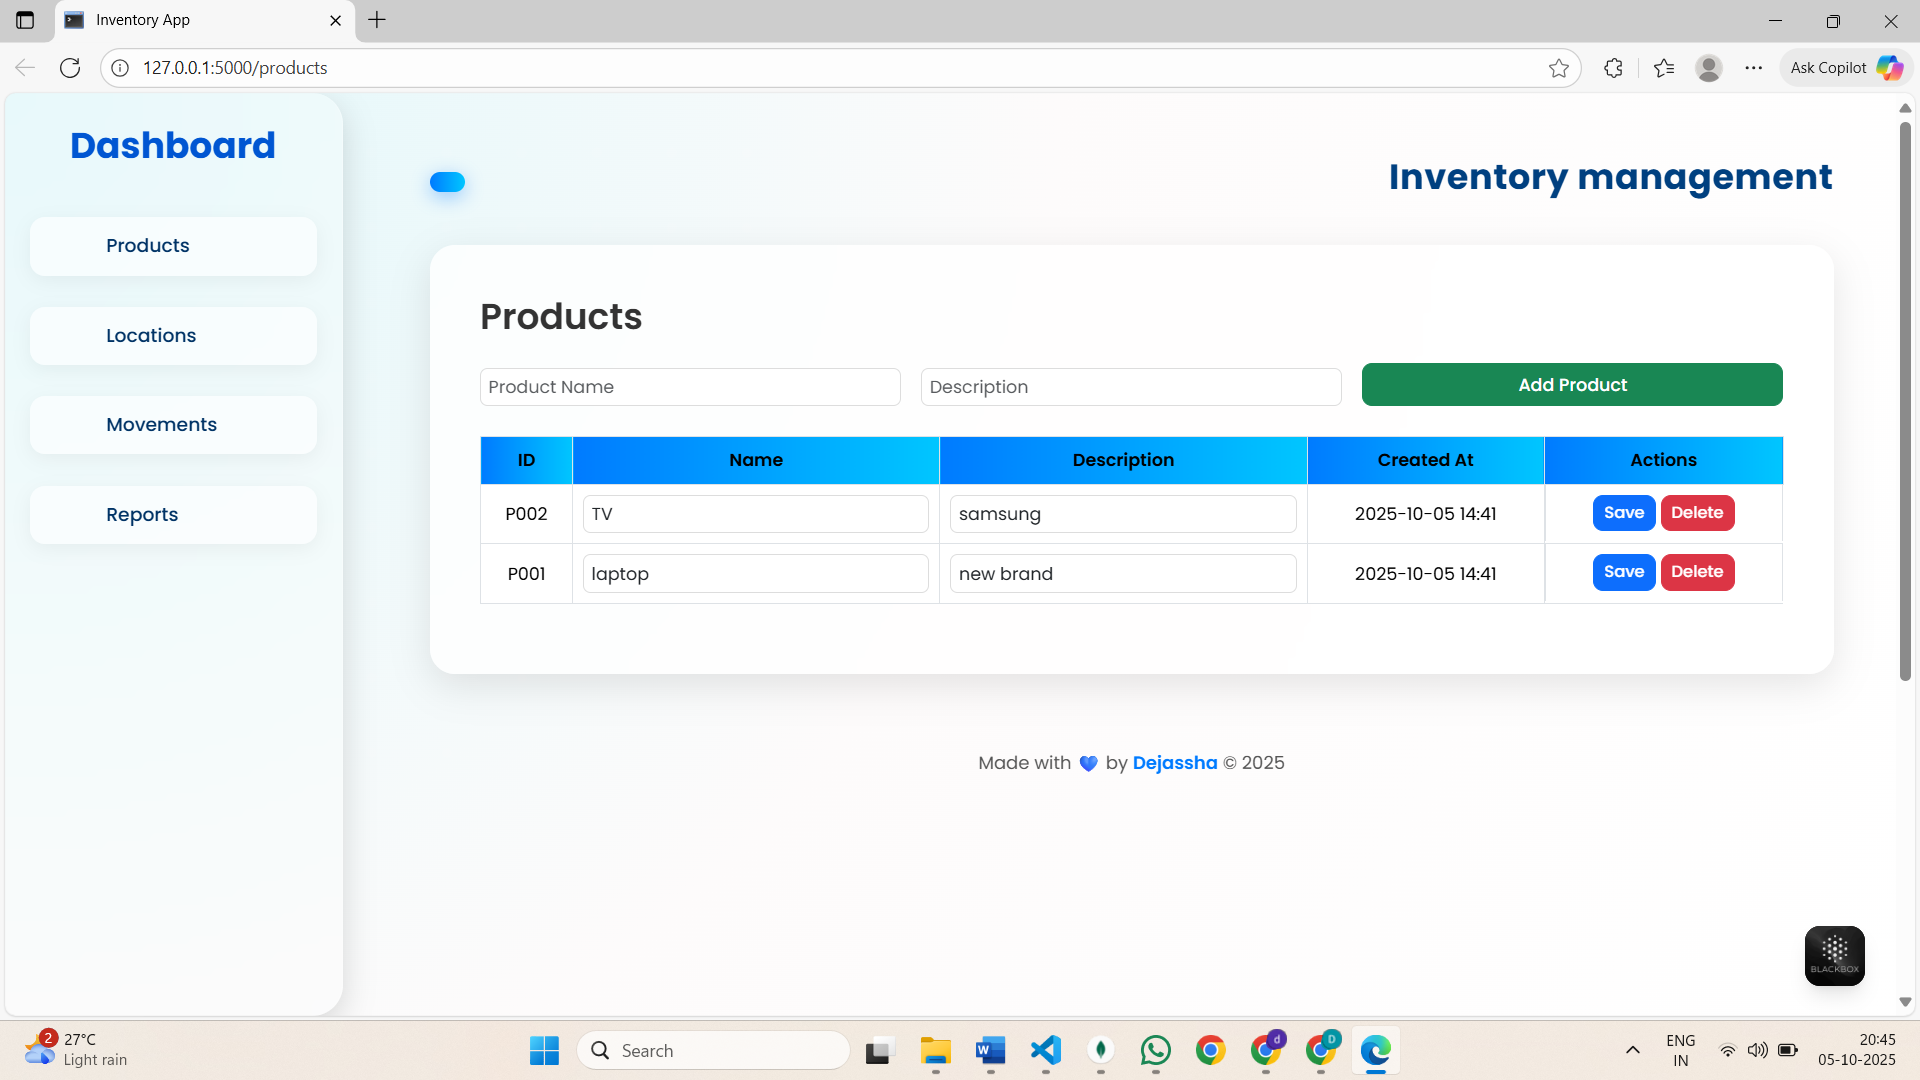 Inventory App
127.0.0.1:5000/products
Ask Copilot
Dashboard
Products
Locations
Movements
Reports
Inventory management
Products
Product Name Description Add Product
ID Name Description Created At Actions
P002 TV samsung 2025-10-05 14:41 Save Delete
P001 laptop new brand 2025-10-05 14:41 Save Delete
Made with 💙 by Dejassha © 2025
BLACKBOX
2
27°C
Light rain
Search
W
d
D
ENG
IN
20:45
05-10-2025